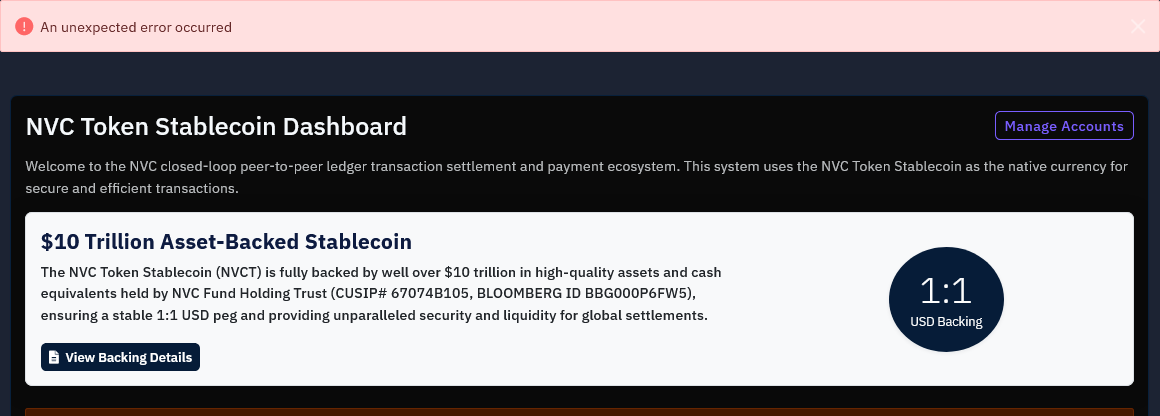 An unexpected error occurred
NVC Token Stablecoin Dashboard
Manage Accounts
Welcome to the NVC closed-loop peer-to-peer ledger transaction settlement and payment ecosystem. This system uses the NVC Token Stablecoin as the native currency for
secure and efficient transactions.
$10 Trillion Asset-Backed Stablecoin
The NVC Token Stablecoin (NVCT) is fully backed by well over $10 trillion in high-quality assets and cash
equivalents held by NVC Fund Holding Trust (CUSIP# 67074B105, BLOOMBERG ID BBG000P6FW5),
ensuring a stable 1:1 USD peg and providing unparalleled security and liquidity for global settlements.
View Backing Details
1:1
USD Backing